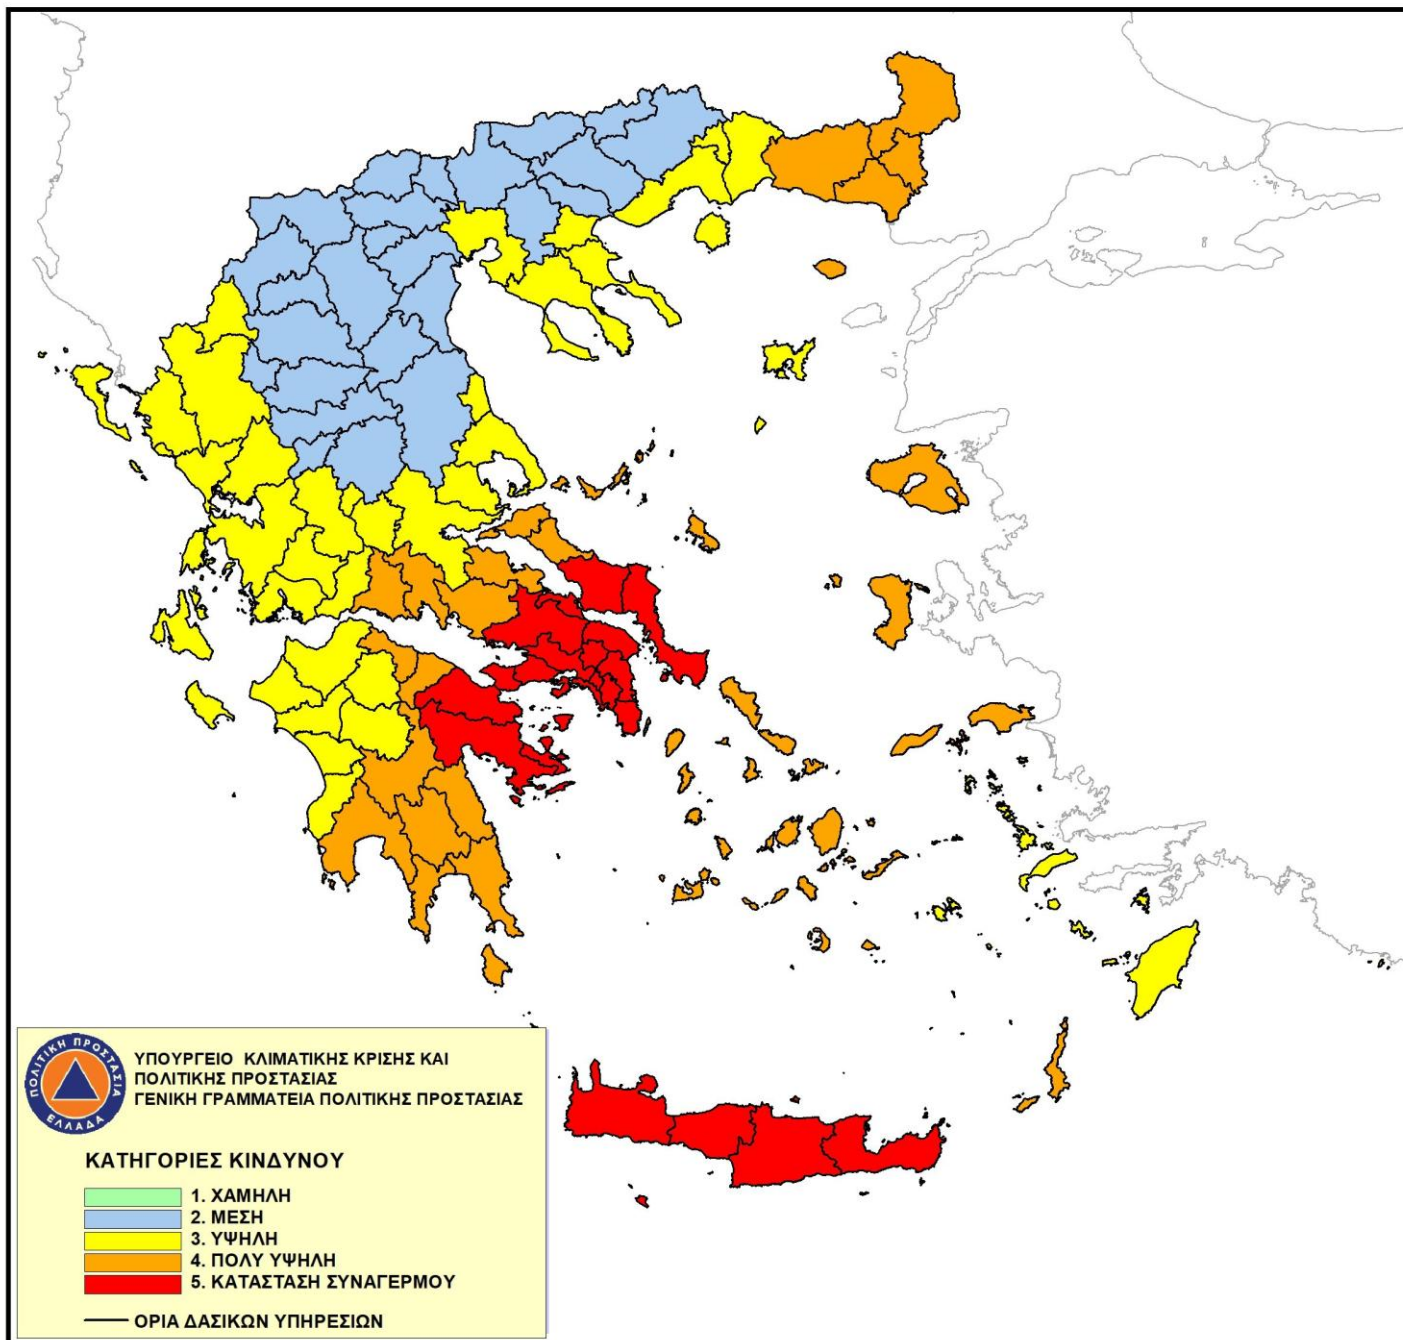 ΠΟΛΙΤΙΚΗ ΠΡΟΣΤΑΣΙΑ
ΕΛΛΑΔΑ
ΥΠΟΥΡΓΕΙΟ ΚΛΙΜΑΤΙΚΗΣ ΚΡΙΣΗΣ ΚΑΙ
ΠΟΛΙΤΙΚΗΣ ΠΡΟΣΤΑΣΙΑΣ
ΓΕΝΙΚΗ ΓΡΑΜΜΑΤΕΙΑ ΠΟΛΙΤΙΚΗΣ ΠΡΟΣΤΑΣΙΑΣ
ΚΑΤΗΓΟΡΙΕΣ ΚΙΝΔΥΝΟΥ
1. ΧΑΜΗΛΗ
2. ΜΕΣΗ
3. ΥΨΗΛΗ
4. ΠΟΛΥ ΥΨΗΛΗ
5. ΚΑΤΑΣΤΑΣΗ ΣΥΝΑΓΕΡΜΟΥ
ΟΡΙΑ ΔΑΣΙΚΩΝ ΥΠΗΡΕΣΙΩΝ